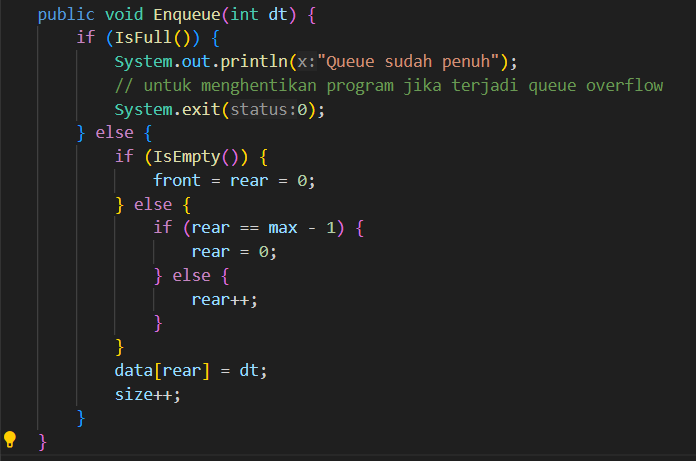 public void Enqueue(int dt) {
    if (IsFull()) {
        System.out.println(x:"Queue sudah penuh");
        // untuk menghentikan program jika terjadi queue overflow
        System.exit(status:0);
    } else {
        if (IsEmpty()) {
            front = rear = 0;
        } else {
            if (rear == max - 1) {
                rear = 0;
            } else {
                rear++;
            }
        }
        data[rear] = dt;
        size++;
    }
}